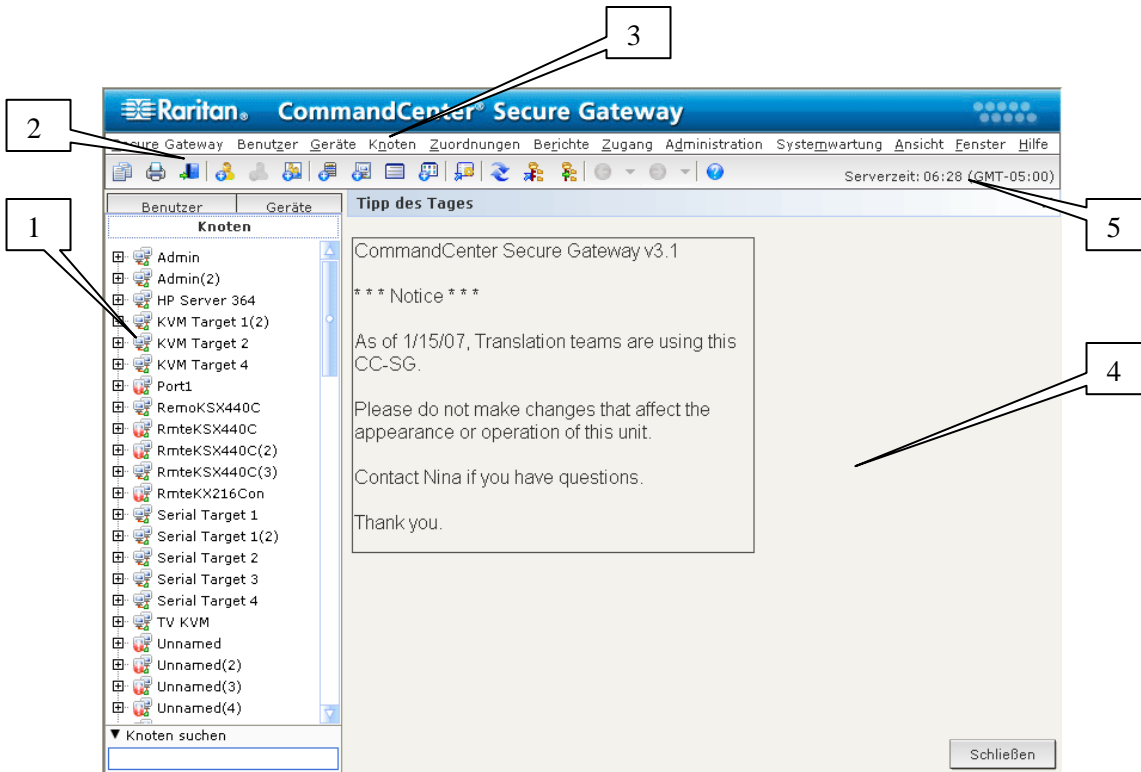 3
Raritan® CommandCenter® Secure Gateway
2
Secure Gateway Benutzer Geräte Knoten Zuordnungen Berichte Zugang Administration Systemwartung Ansicht Fenster Hilfe
Serverzeit: 06:28 (GMT-05:00)
5
Benutzer Geräte
Knoten
1
Admin
Admin(2)
HP Server 364
KVM Target 1(2)
KVM Target 2
KVM Target 4
Port1
RemoKSX440C
RmteKSX440C
RmteKSX440C(2)
RmteKSX440C(3)
RmteKX216Con
Serial Target 1
Serial Target 1(2)
Serial Target 2
Serial Target 3
Serial Target 4
TV KVM
Unnamed
Unnamed(2)
Unnamed(3)
Unnamed(4)
Knoten suchen
Tipp des Tages
CommandCenter Secure Gateway v3.1
* * * Notice * * *
As of 1/15/07, Translation teams are using this
CC-SG.
Please do not make changes that affect the
appearance or operation of this unit.
Contact Nina if you have questions.
Thank you.
4
Schließen